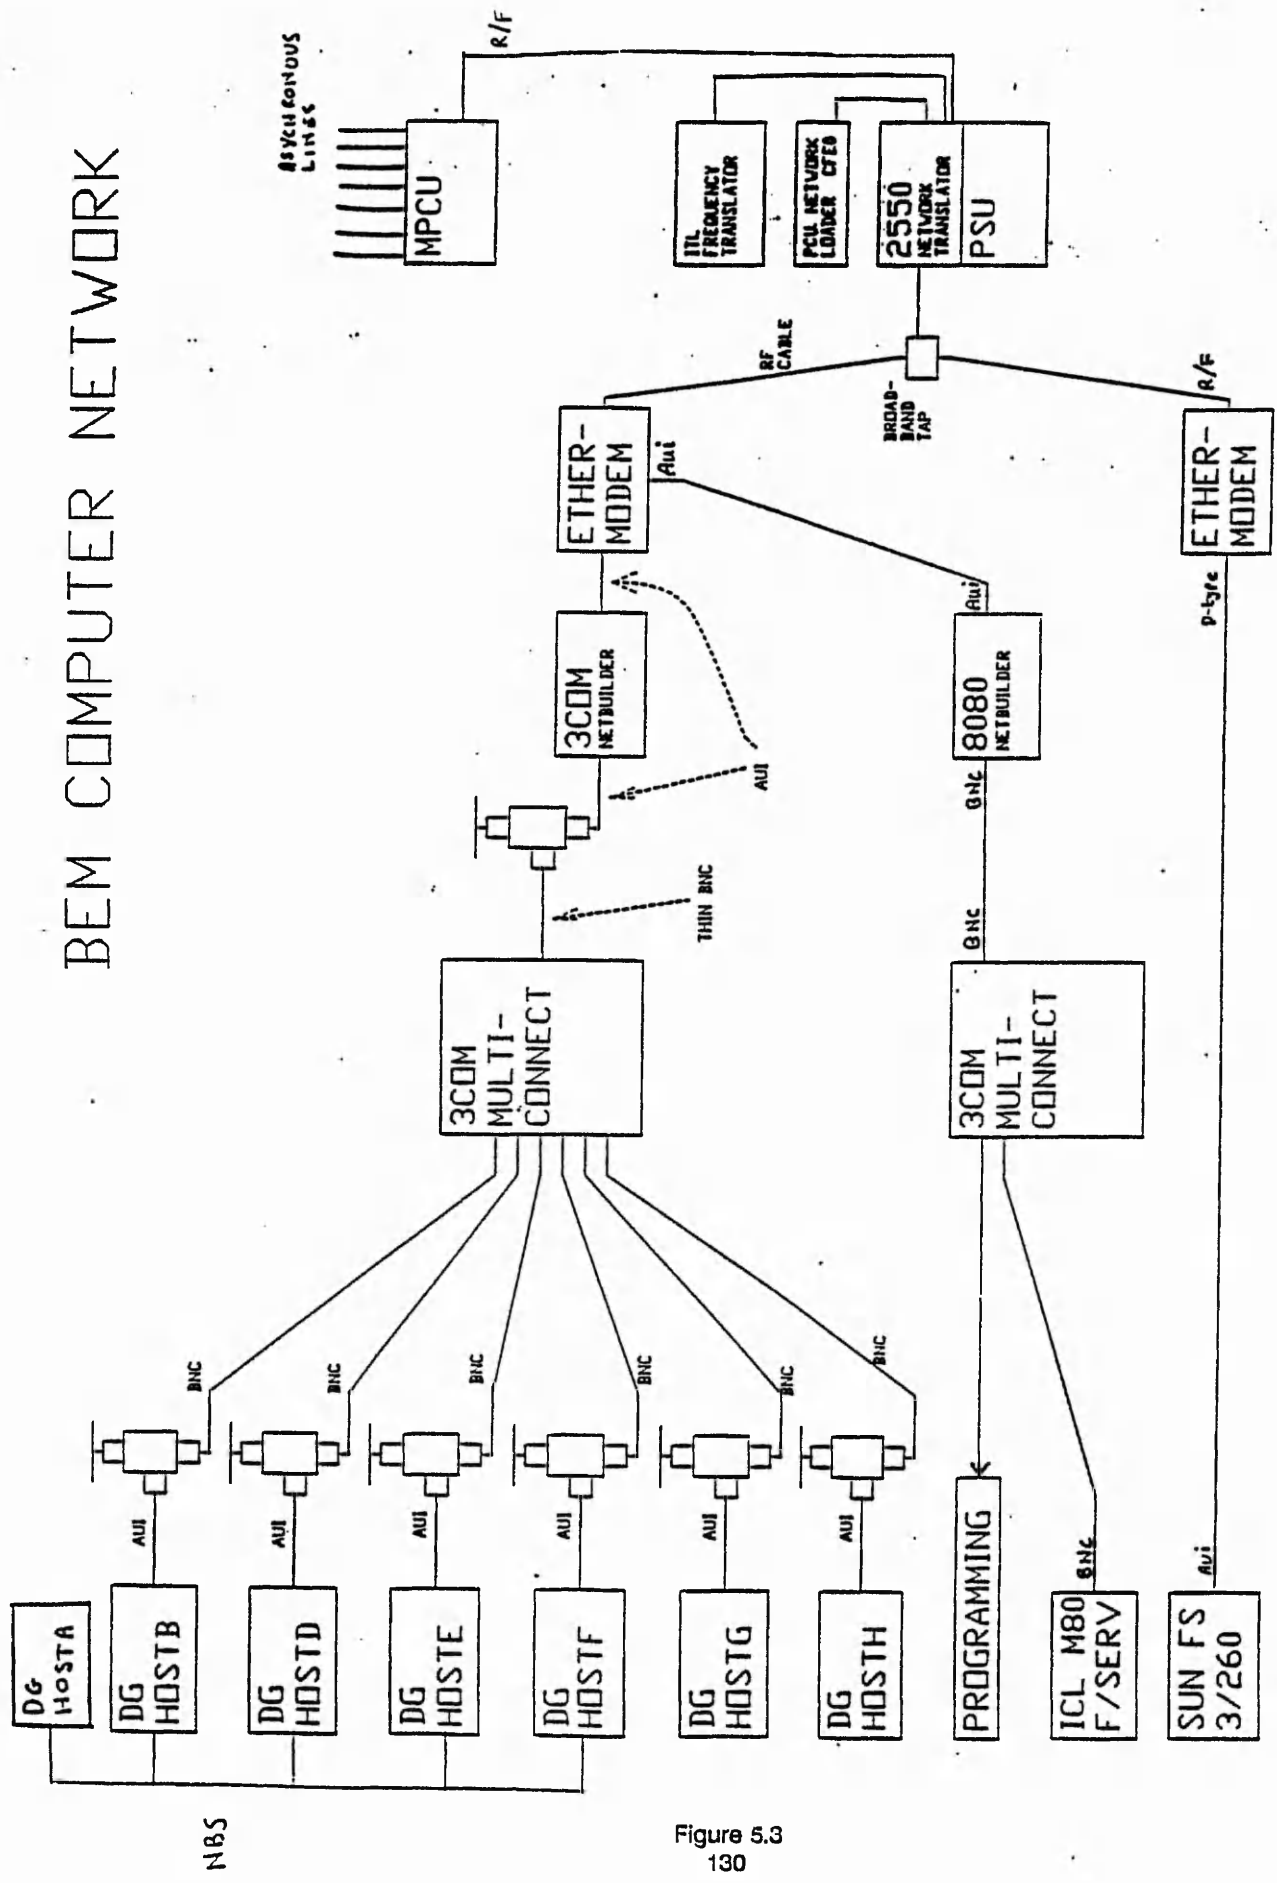 BEM COMPUTER NETWORK
ASYCHRONOUS
LINES
R/F
MPCU
ITL
FREQUENCY
TRANSLATOR
PCU NETWORK
LOADER CFE8
2550
NETWORK
TRANSLATOR
PSU
RF
CABLE
BROAD-
BAND
TAP
R/F
ETHER-
MODEM
Aui
ETHER-
MODEM
D-type
3COM
NETBUILDER
AUI
Aui
8080
NETBUILDER
BNC
THIN BNC
BNC
3COM
MULTI-
CONNECT
3COM
MULTI-
CONNECT
BNC
BNC
BNC
BNC
BNC
BNC
AUI
AUI
AUI
AUI
AUI
AUI
BNC
Aui
DG
HOSTA
DG
HOSTB
DG
HOSTD
DG
HOSTE
DG
HOSTF
DG
HOSTG
DG
HOSTH
PROGRAMMING
ICL M80
F/SERV
SUN FS
3/260
NBS
Figure 5.3
130